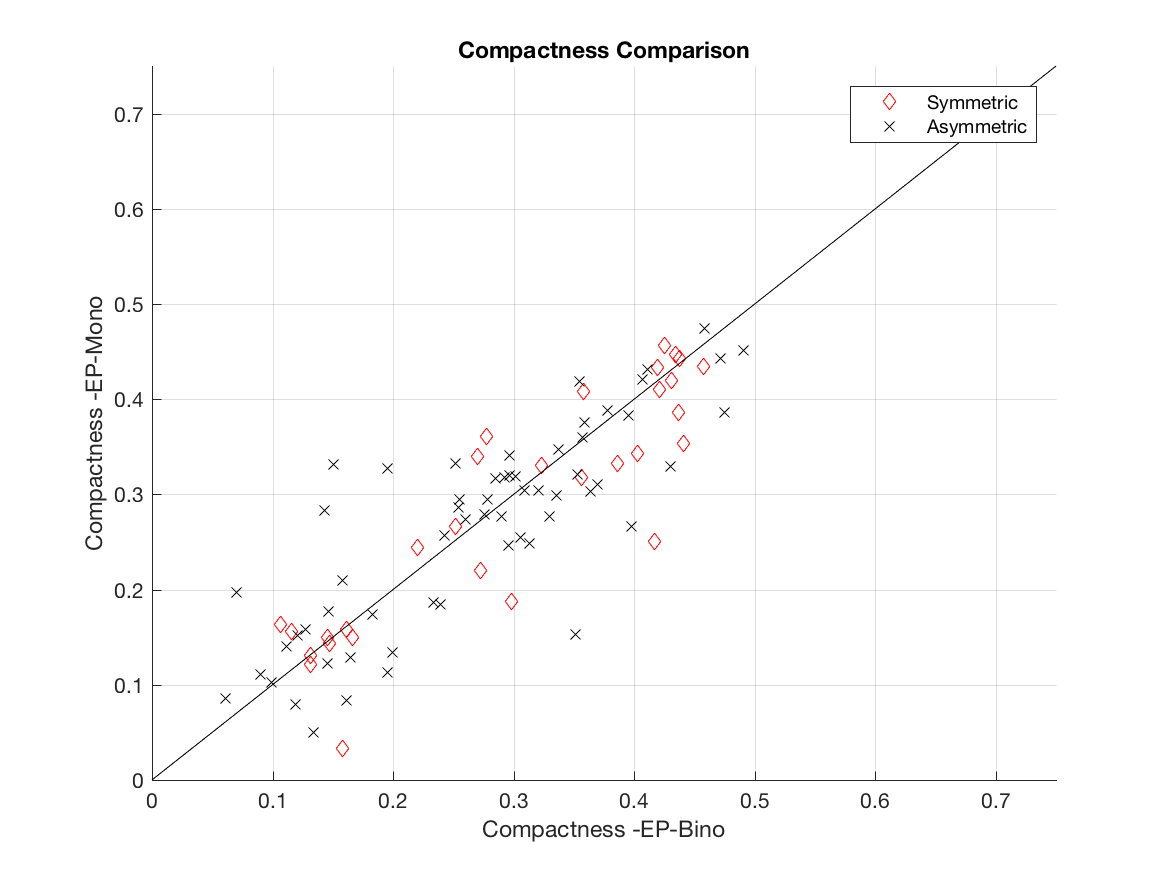 Compactness Comparison
Symmetric
Asymmetric
0.7
0.6
0.5
0.4
0.3
0.2
0.1
0
Compactness -EP-Mono
0 0.1 0.2 0.3 0.4 0.5 0.6 0.7
Compactness -EP-Bino